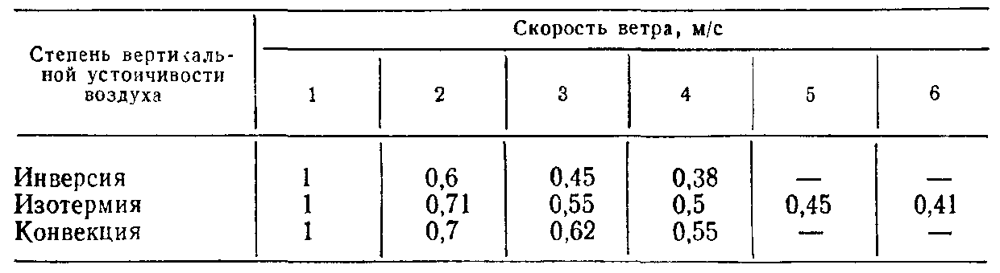 Скорость ветра, м/с
Степень вертикаль-
ной устойчивости
воздуха
1 2 3 4 5 6
Инверсия 1 0,6 0,45 0,38 — —
Изотермия 1 0,71 0,55 0,5 0,45 0,41
Конвекция 1 0,7 0,62 0,55 — —